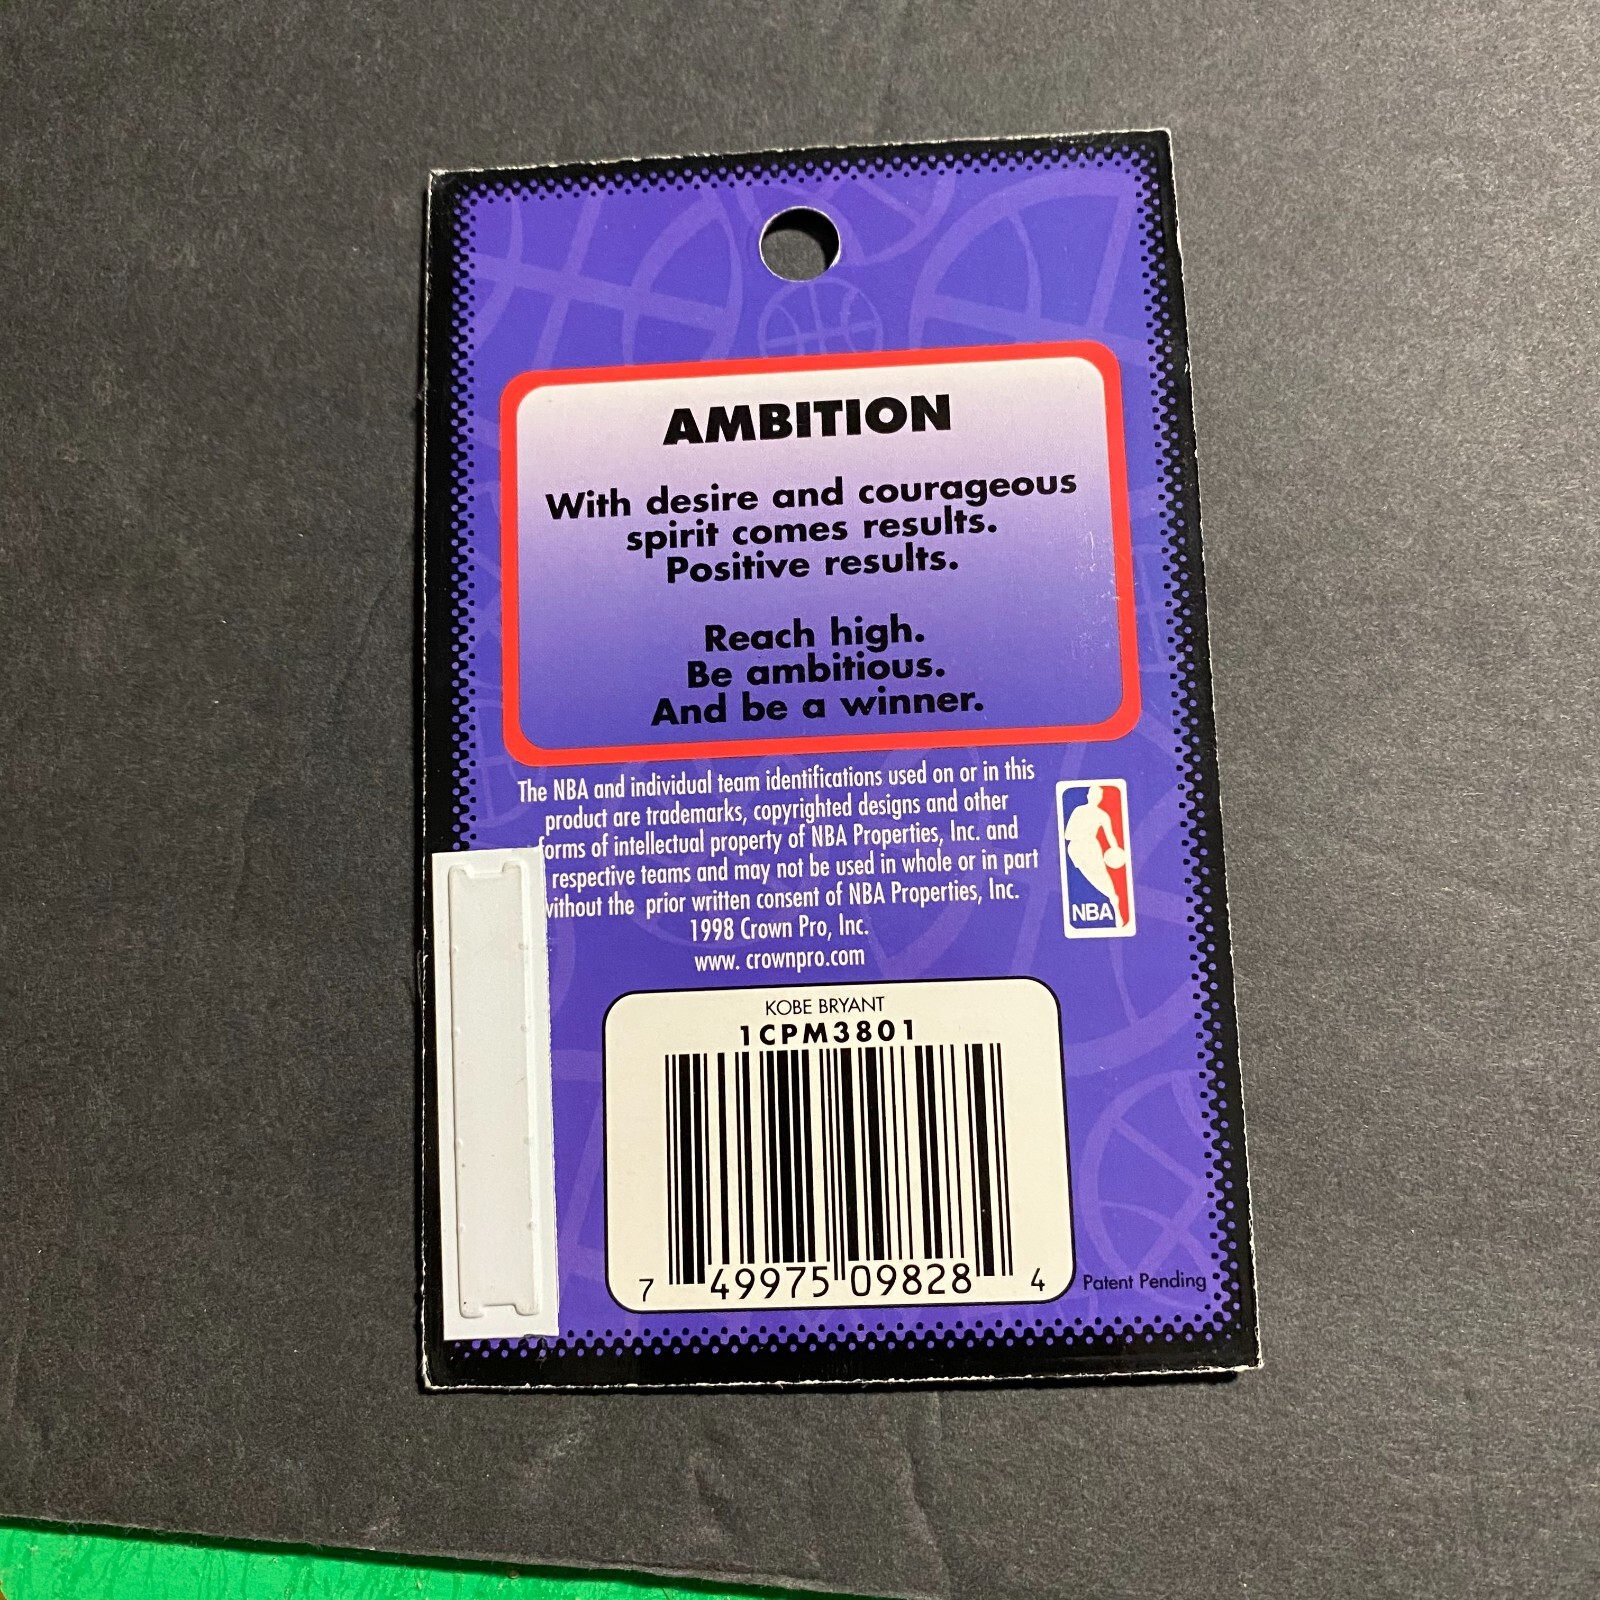 AMBITION
With desire and courageous
spirit comes results.
Positive results.
Reach high.
Be ambitious.
And be a winner.
The NBA and individual team identifications used on or in this
product are trademarks, copyrighted designs and other
forms of intellectual property of NBA Properties, Inc. and
respective teams and may not be used in whole or in part
without the prior written consent of NBA Properties, Inc.
1998 Crown Pro, Inc.
www. crownpro.com
NBA
KOBE BRYANT
1CPM3801
7 49975 09828 4
Patent Pending